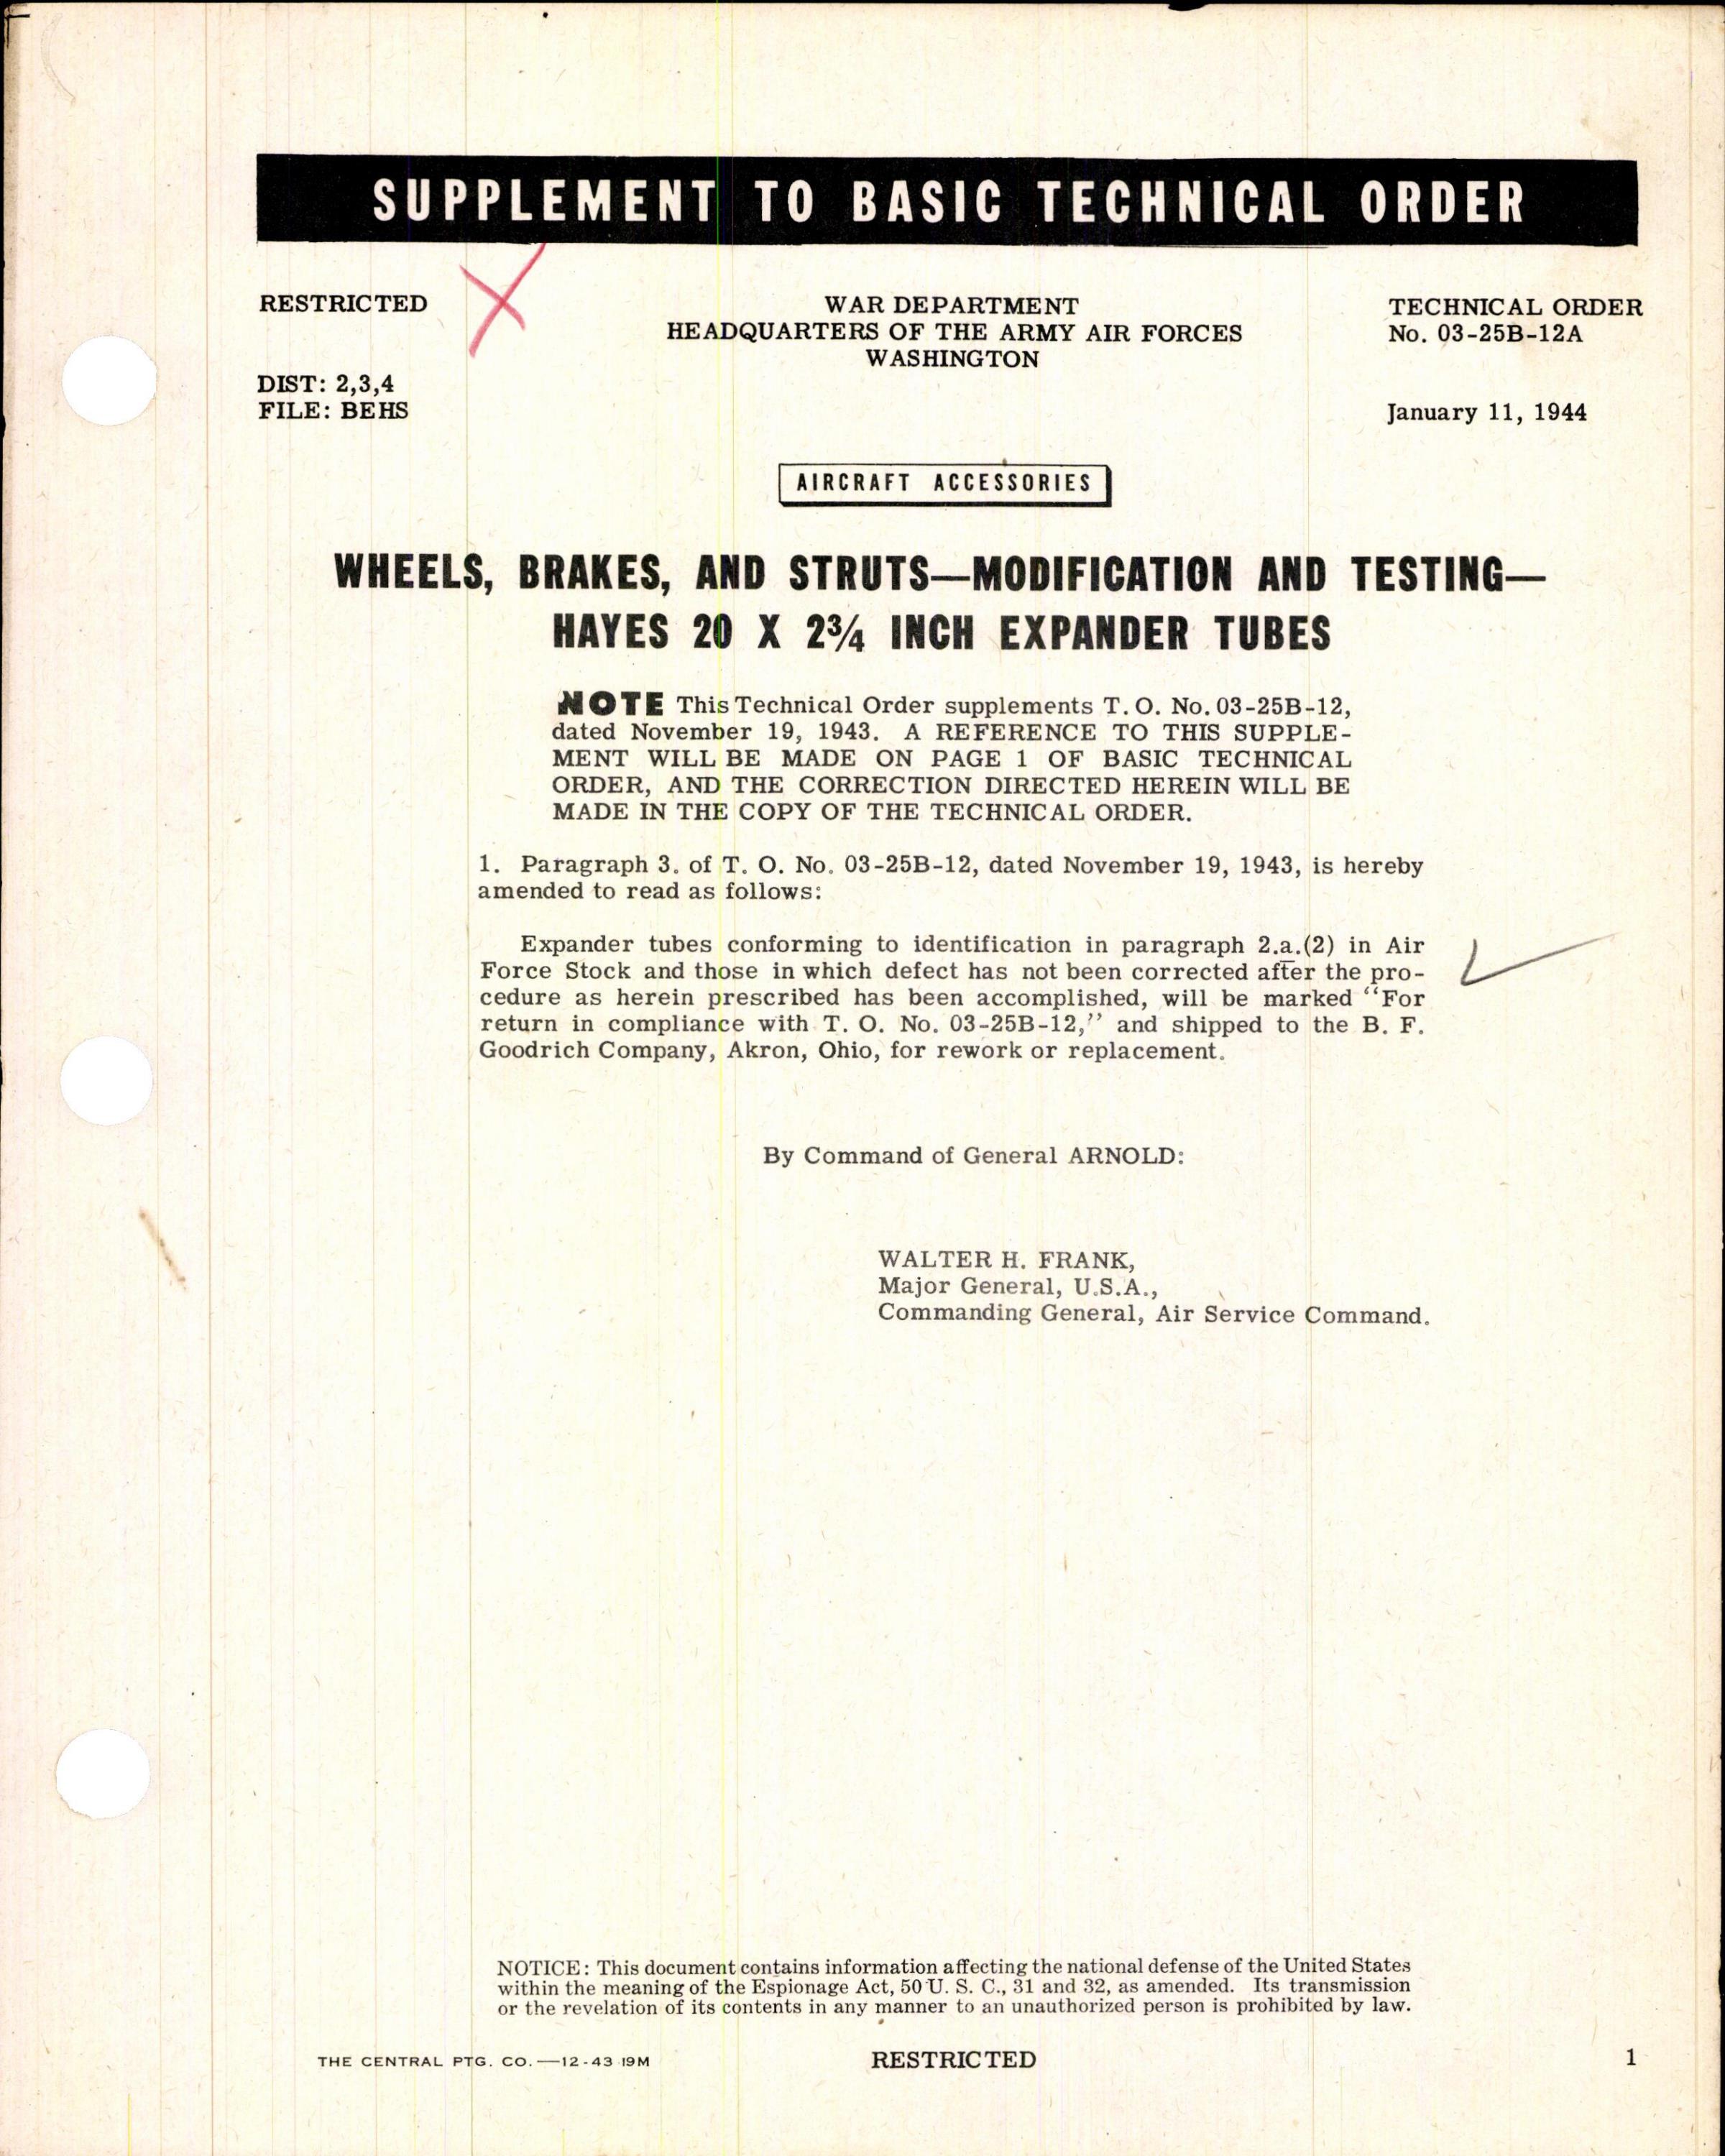 SUPPLEMENT TO BASIC TECHNICAL ORDER
RESTRICTED
DIST: 2,3,4
FILE: BEHS
WAR DEPARTMENT
HEADQUARTERS OF THE ARMY AIR FORCES
WASHINGTON
TECHNICAL ORDER
No. 03-25B-12A
January 11, 1944
AIRCRAFT ACCESSORIES
WHEELS, BRAKES, AND STRUTS—MODIFICATION AND TESTING—
HAYES 20 X 2¾ INCH EXPANDER TUBES
NOTE This Technical Order supplements T. O. No. 03-25B-12,
dated November 19, 1943. A REFERENCE TO THIS SUPPLE-
MENT WILL BE MADE ON PAGE 1 OF BASIC TECHNICAL
ORDER, AND THE CORRECTION DIRECTED HEREIN WILL BE
MADE IN THE COPY OF THE TECHNICAL ORDER.
1. Paragraph 3. of T. O. No. 03-25B-12, dated November 19, 1943, is hereby
amended to read as follows:
Expander tubes conforming to identification in paragraph 2.a.(2) in Air
Force Stock and those in which defect has not been corrected after the pro-
cedure as herein prescribed has been accomplished, will be marked "For
return in compliance with T. O. No. 03-25B-12," and shipped to the B. F.
Goodrich Company, Akron, Ohio, for rework or replacement.
By Command of General ARNOLD:
WALTER H. FRANK,
Major General, U.S.A.,
Commanding General, Air Service Command.
NOTICE: This document contains information affecting the national defense of the United States
within the meaning of the Espionage Act, 50 U. S. C., 31 and 32, as amended. Its transmission
or the revelation of its contents in any manner to an unauthorized person is prohibited by law.
THE CENTRAL PTG. CO.—12-43 19M
RESTRICTED
1